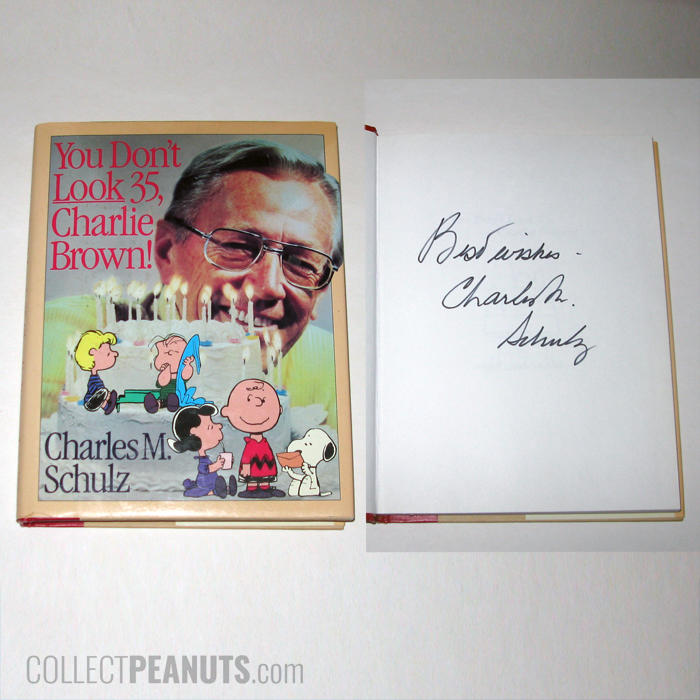 You Don't
Look 35,
Charlie
Brown!
Charles M.
Schulz
Best wishes -
Charles M.
Schulz
COLLECTPEANUTS.com